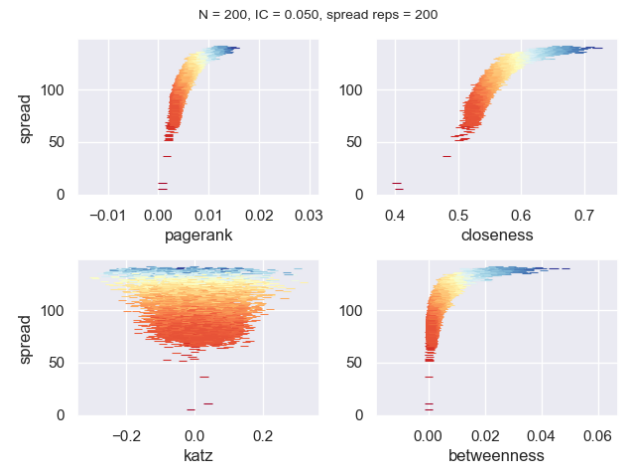 N = 200, IC = 0.050, spread reps = 200
spread
100
50
0
−0.01 0.00 0.01 0.02 0.03
pagerank
100
50
0
0.4 0.5 0.6 0.7
closeness
spread
100
50
0
−0.2 0.0 0.2
katz
100
50
0
0.00 0.02 0.04 0.06
betweenness